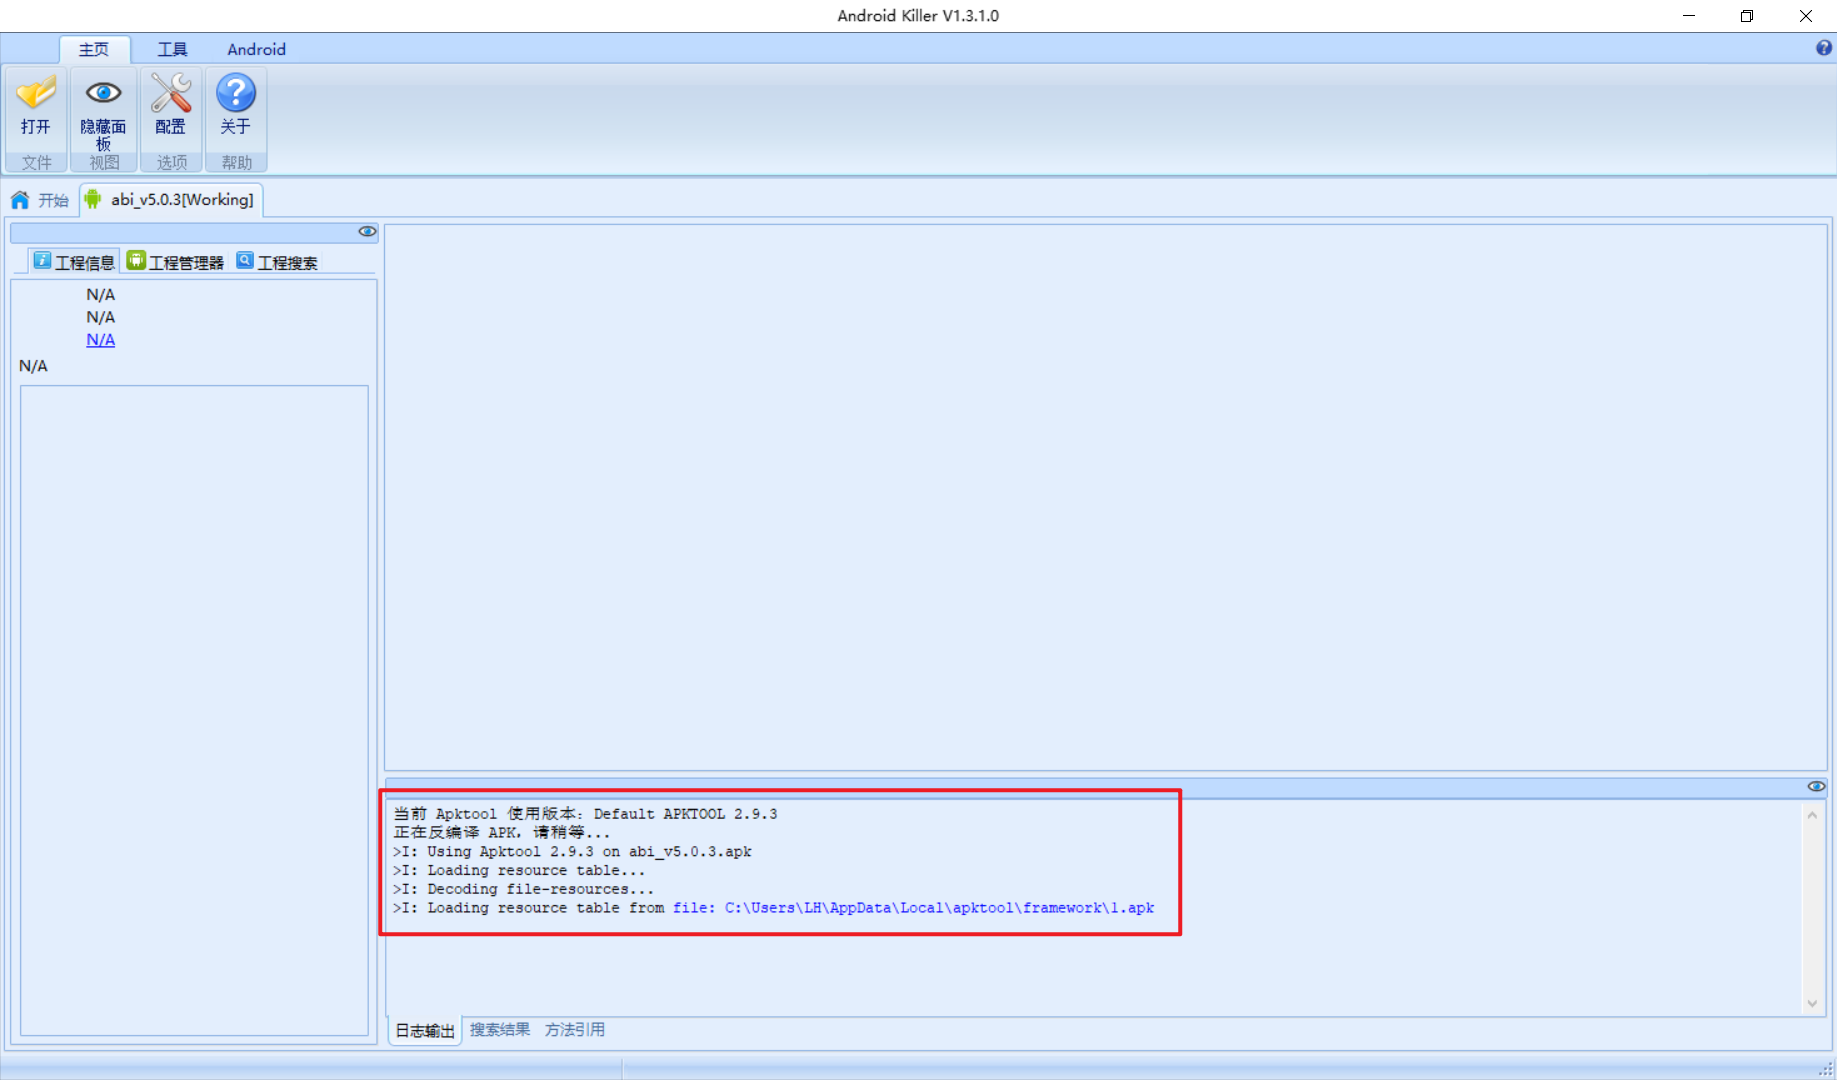 Android Killer V1.3.1.0
主页 工具 Android
打开 隐藏面板 配置 关于
文件 视图 选项 帮助
开始 abi_v5.0.3[Working]
工程信息 工程管理器 工程搜索
N/A
N/A
N/A
N/A
当前 Apktool 使用版本: Default APKTOOL 2.9.3
正在反编译 APK, 请稍等...
>I: Using Apktool 2.9.3 on abi_v5.0.3.apk
>I: Loading resource table...
>I: Decoding file-resources...
>I: Loading resource table from file: C:\Users\LH\AppData\Local\apktool\framework\1.apk
日志输出 搜索结果 方法引用